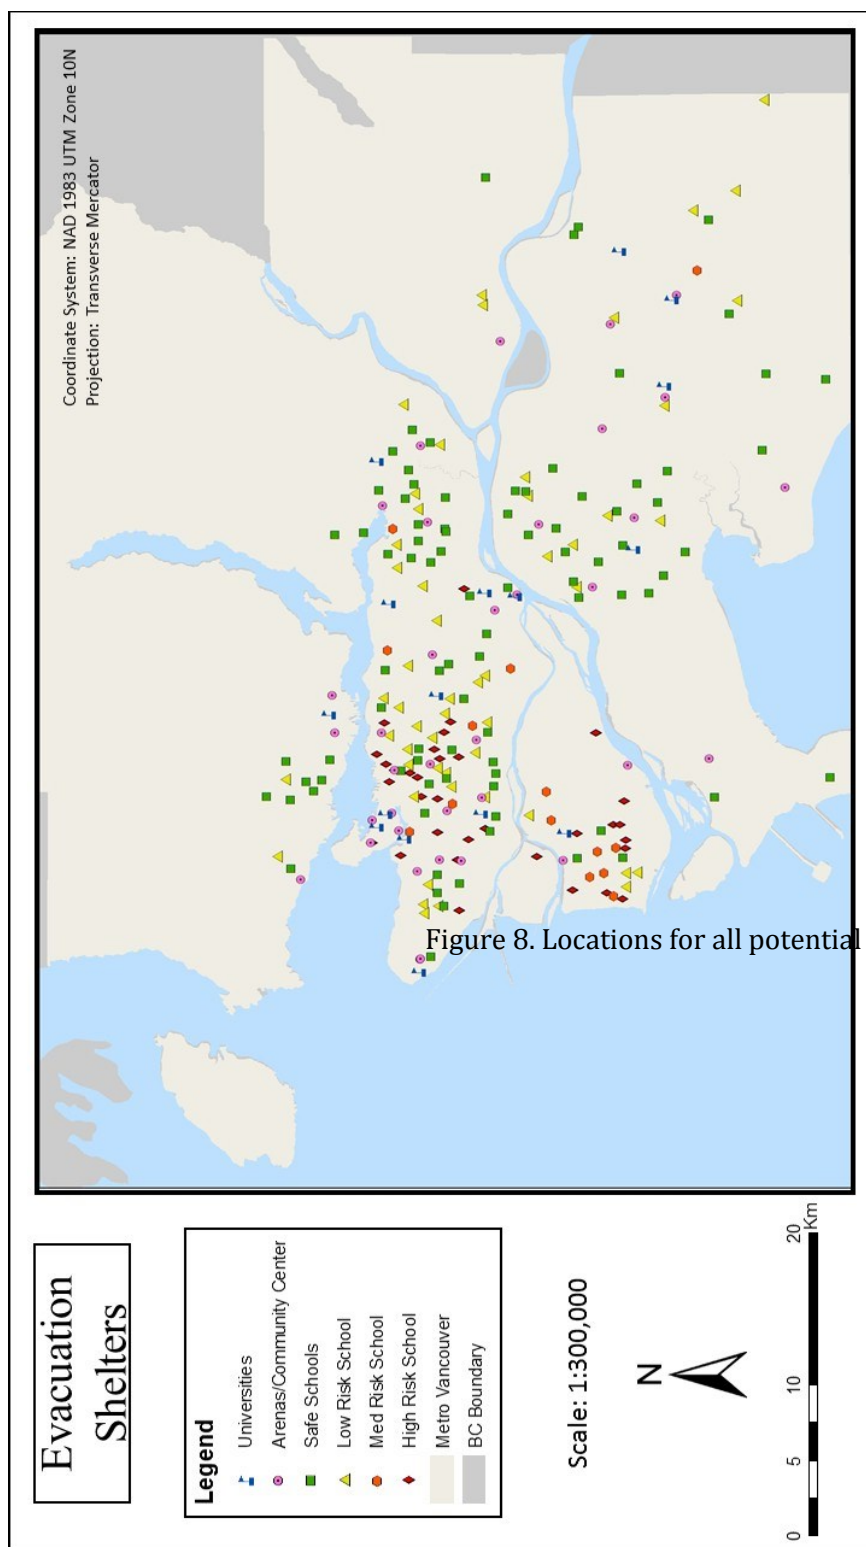 Evacuation
Shelters
Legend
Universities
Arenas/Community Center
Safe Schools
Low Risk School
Med Risk School
High Risk School
Metro Vancouver
BC Boundary
Scale: 1:300,000
N
0 5 10 20
Km
Coordinate System: NAD 1983 UTM Zone 10N
Projection: Transverse Mercator
Figure 8. Locations for all potential